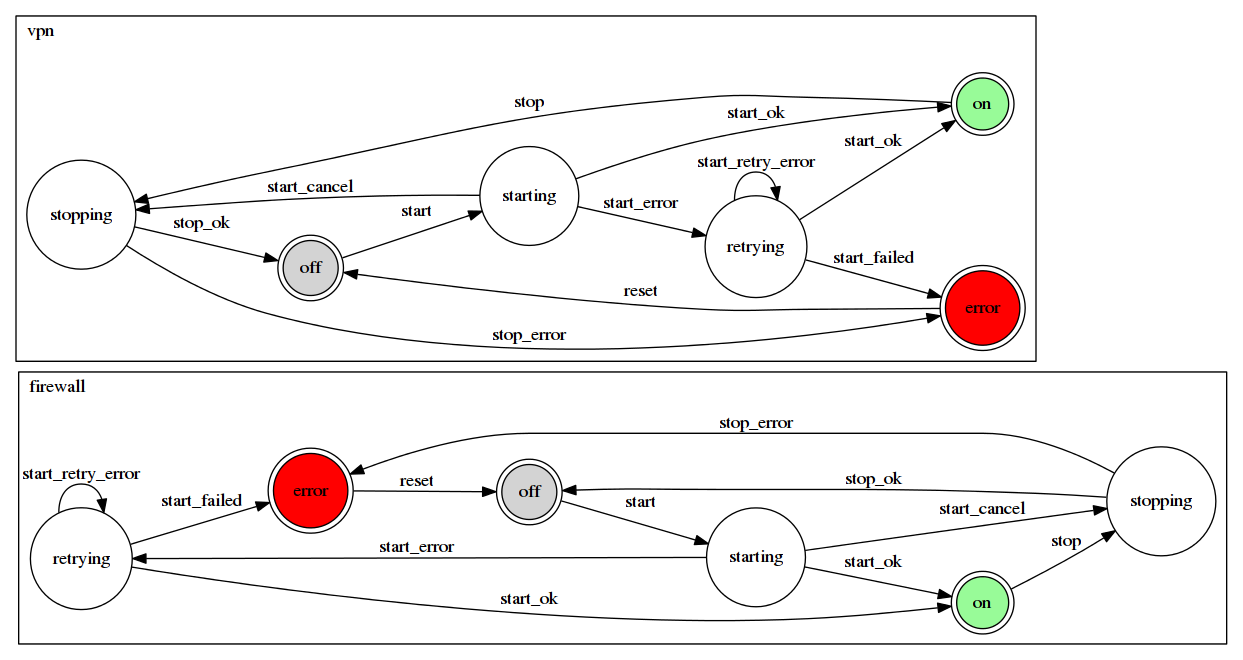 vpn
on
stop
start_ok
start_ok
start_retry_error
start_cancel
starting
start
start_error
stopping
stop_ok
retrying
off
start_failed
reset
error
stop_error
firewall
stop_error
start_retry_error
error
reset
off
stop_ok
stopping
start_failed
start
start_cancel
retrying
start_error
starting
start_ok
stop
start_ok
on